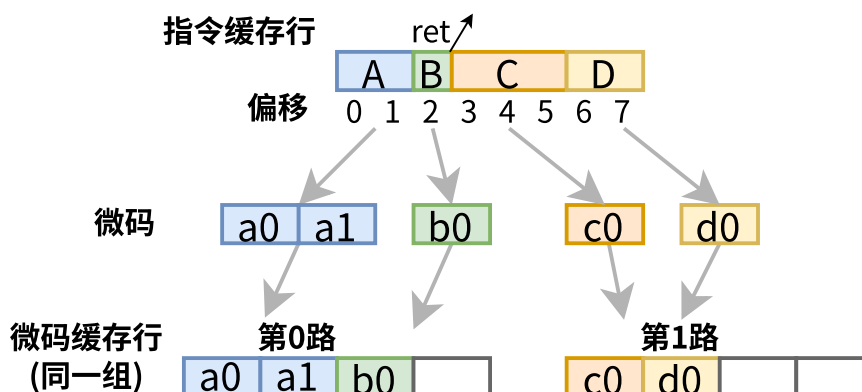 指令缓存行
ret
A B C D
偏移
0 1 2 3 4 5 6 7
微码
a0 a1 b0 c0 d0
微码缓存行
(同一组)
第0路
第1路
a0 a1 b0 c0 d0